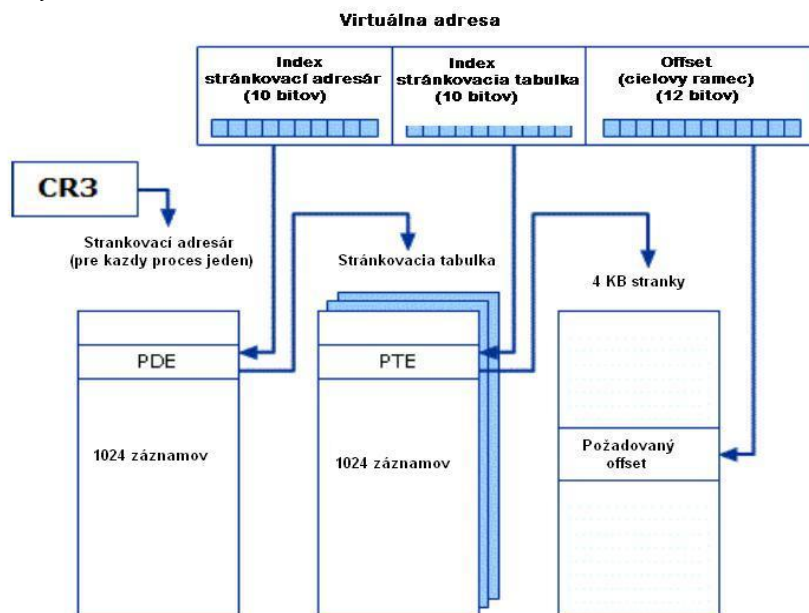 Virtuálna adresa
Index
stránkovací adresár
(10 bitov)
Index
stránkovacia tabulka
(10 bitov)
Offset
(cielovy ramec)
(12 bitov)
CR3
Strankovací adresár
(pre kazdy proces jeden)
Stránkovacia tabulka
4 KB stranky
PDE
PTE
1024 záznamov
1024 záznamov
Požadovaný
offset